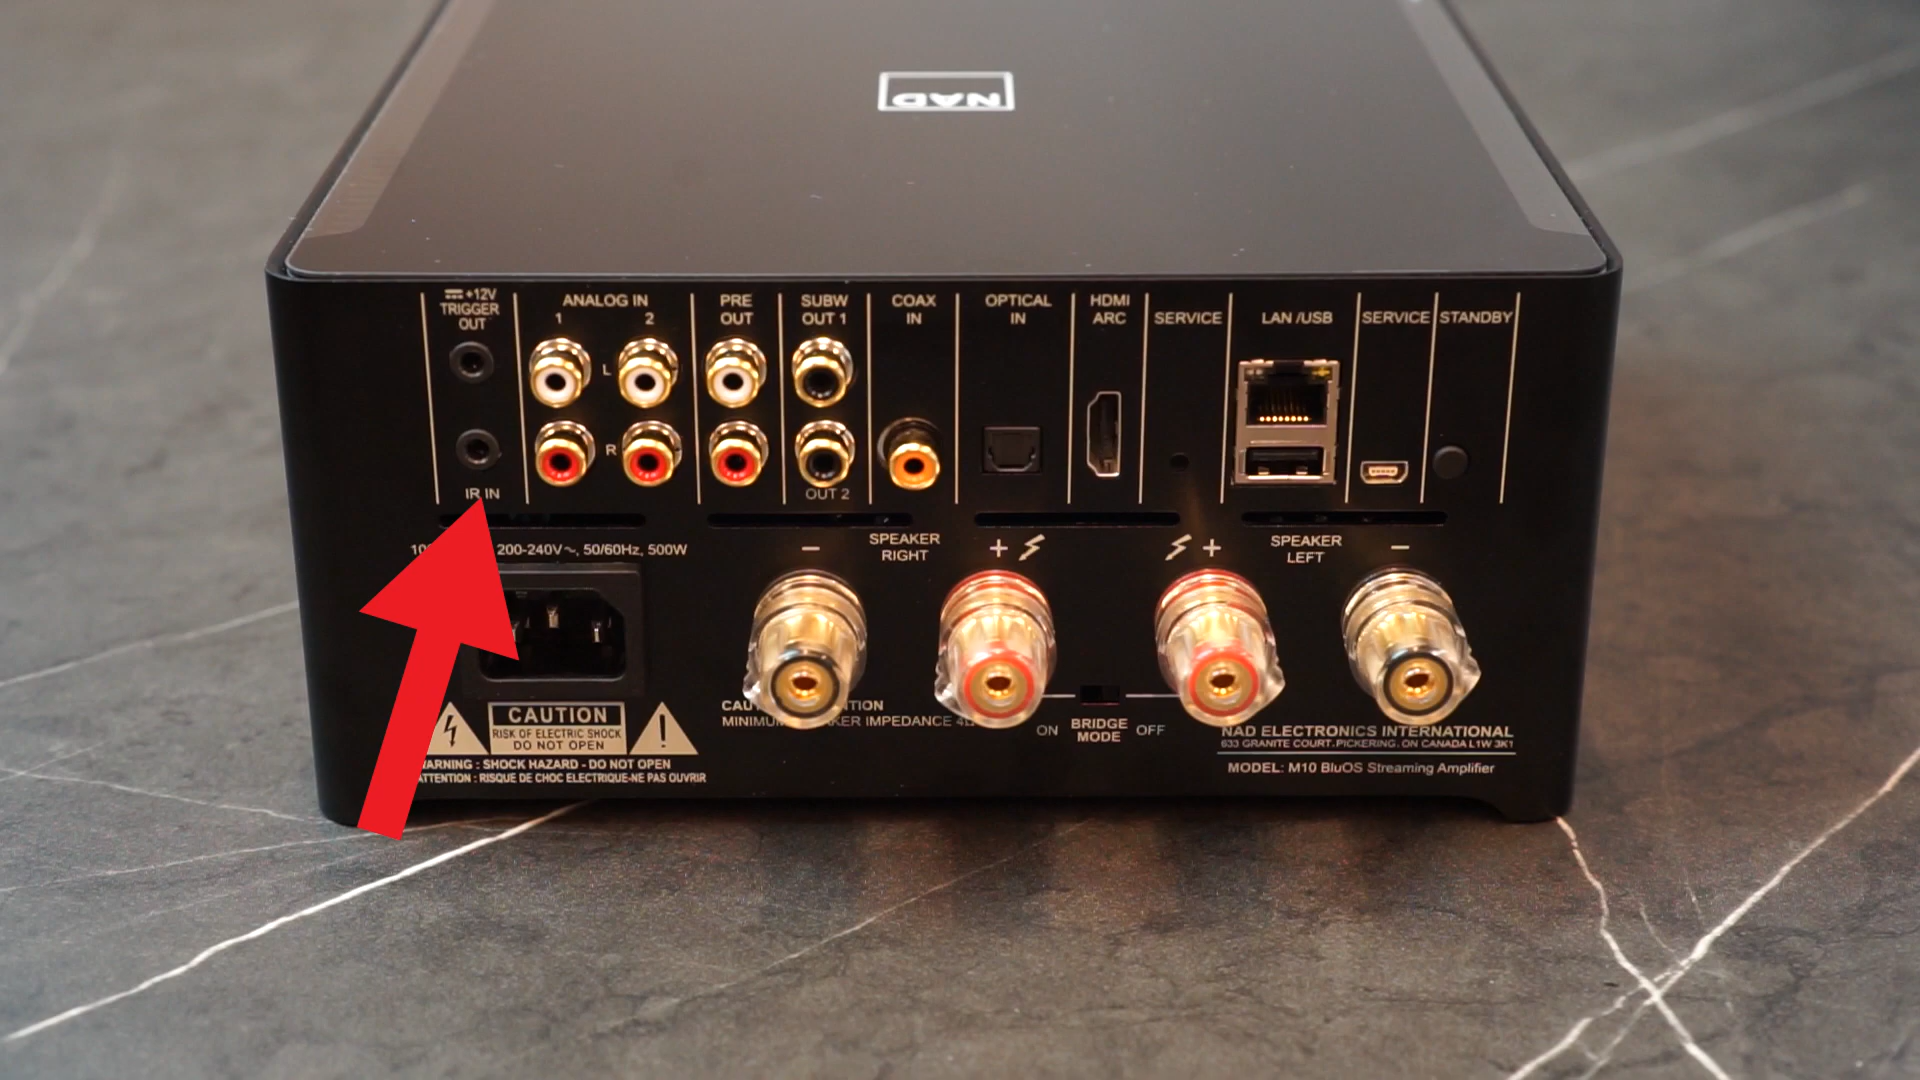 NAD
+12V
TRIGGER
OUT
IR IN
ANALOG IN
1 2
L
R
PRE
OUT
SUBW
OUT 1
OUT 2
COAX
IN
OPTICAL
IN
HDMI
ARC
SERVICE
LAN /USB
SERVICE
STANDBY
200-240V~, 50/60Hz, 500W
CAUTION
RISK OF ELECTRIC SHOCK
DO NOT OPEN
WARNING : SHOCK HAZARD - DO NOT OPEN
ATTENTION : RISQUE DE CHOC ELECTRIQUE-NE PAS OUVRIR
−
SPEAKER
RIGHT
+
+
SPEAKER
LEFT
−
IMPEDANCE
ON
BRIDGE
MODE
OFF
NAD ELECTRONICS INTERNATIONAL
633 GRANITE COURT, PICKERING, ON CANADA L1W 3K1
MODEL: M10 BluOS Streaming Amplifier